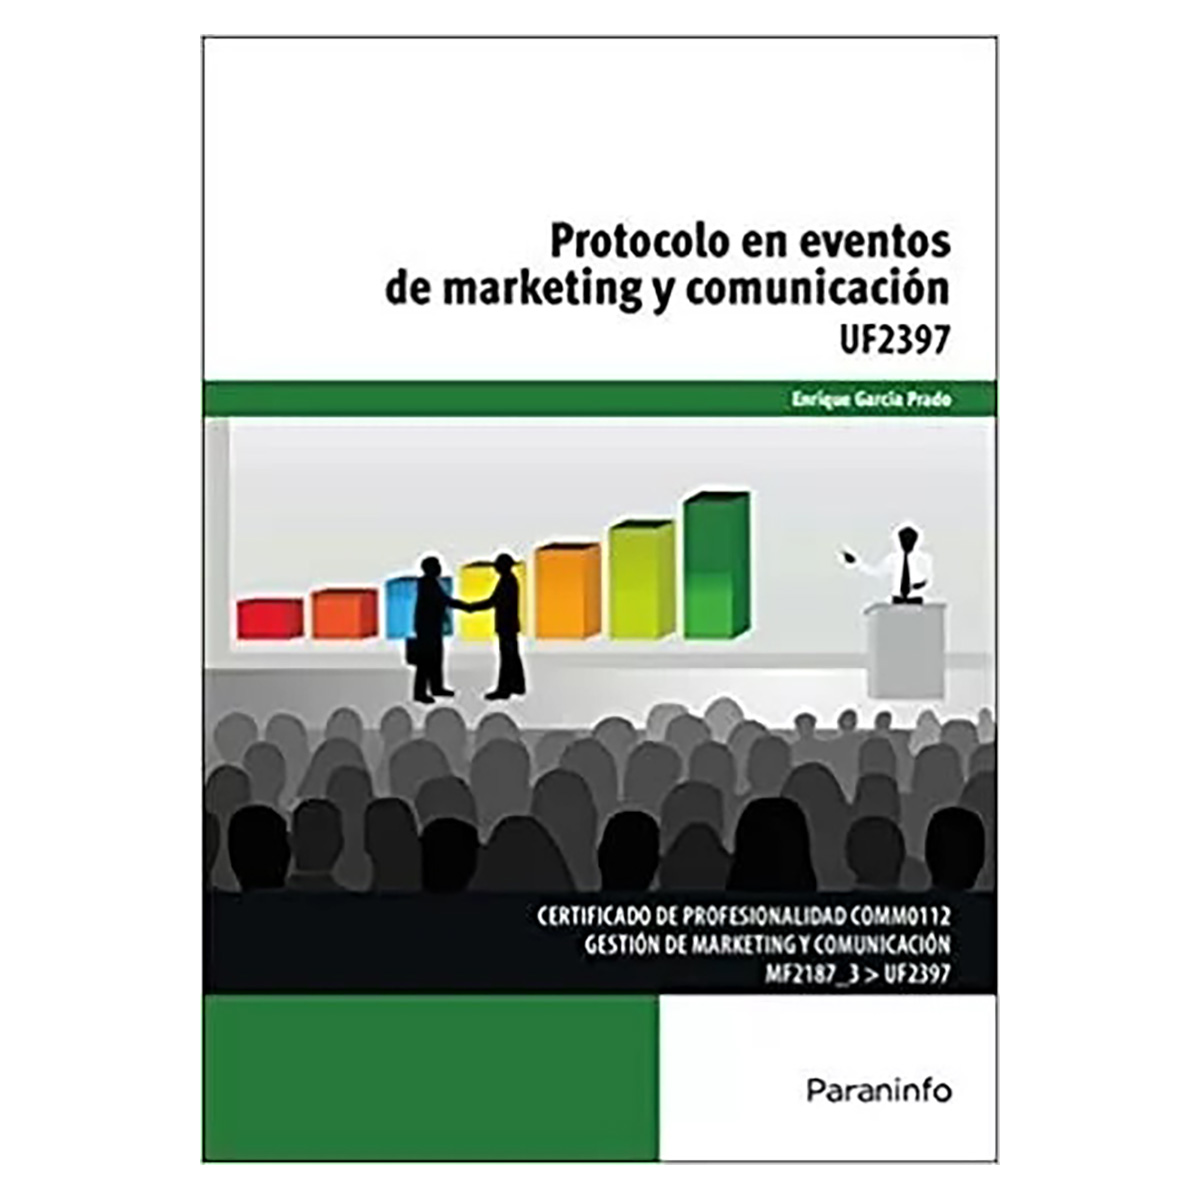 Protocolo en eventos
de marketing y comunicación
UF2397
Enrique García Prado
CERTIFICADO DE PROFESIONALIDAD COMM0112
GESTIÓN DE MARKETING Y COMUNICACIÓN
MF2187_3 > UF2397
Paraninfo